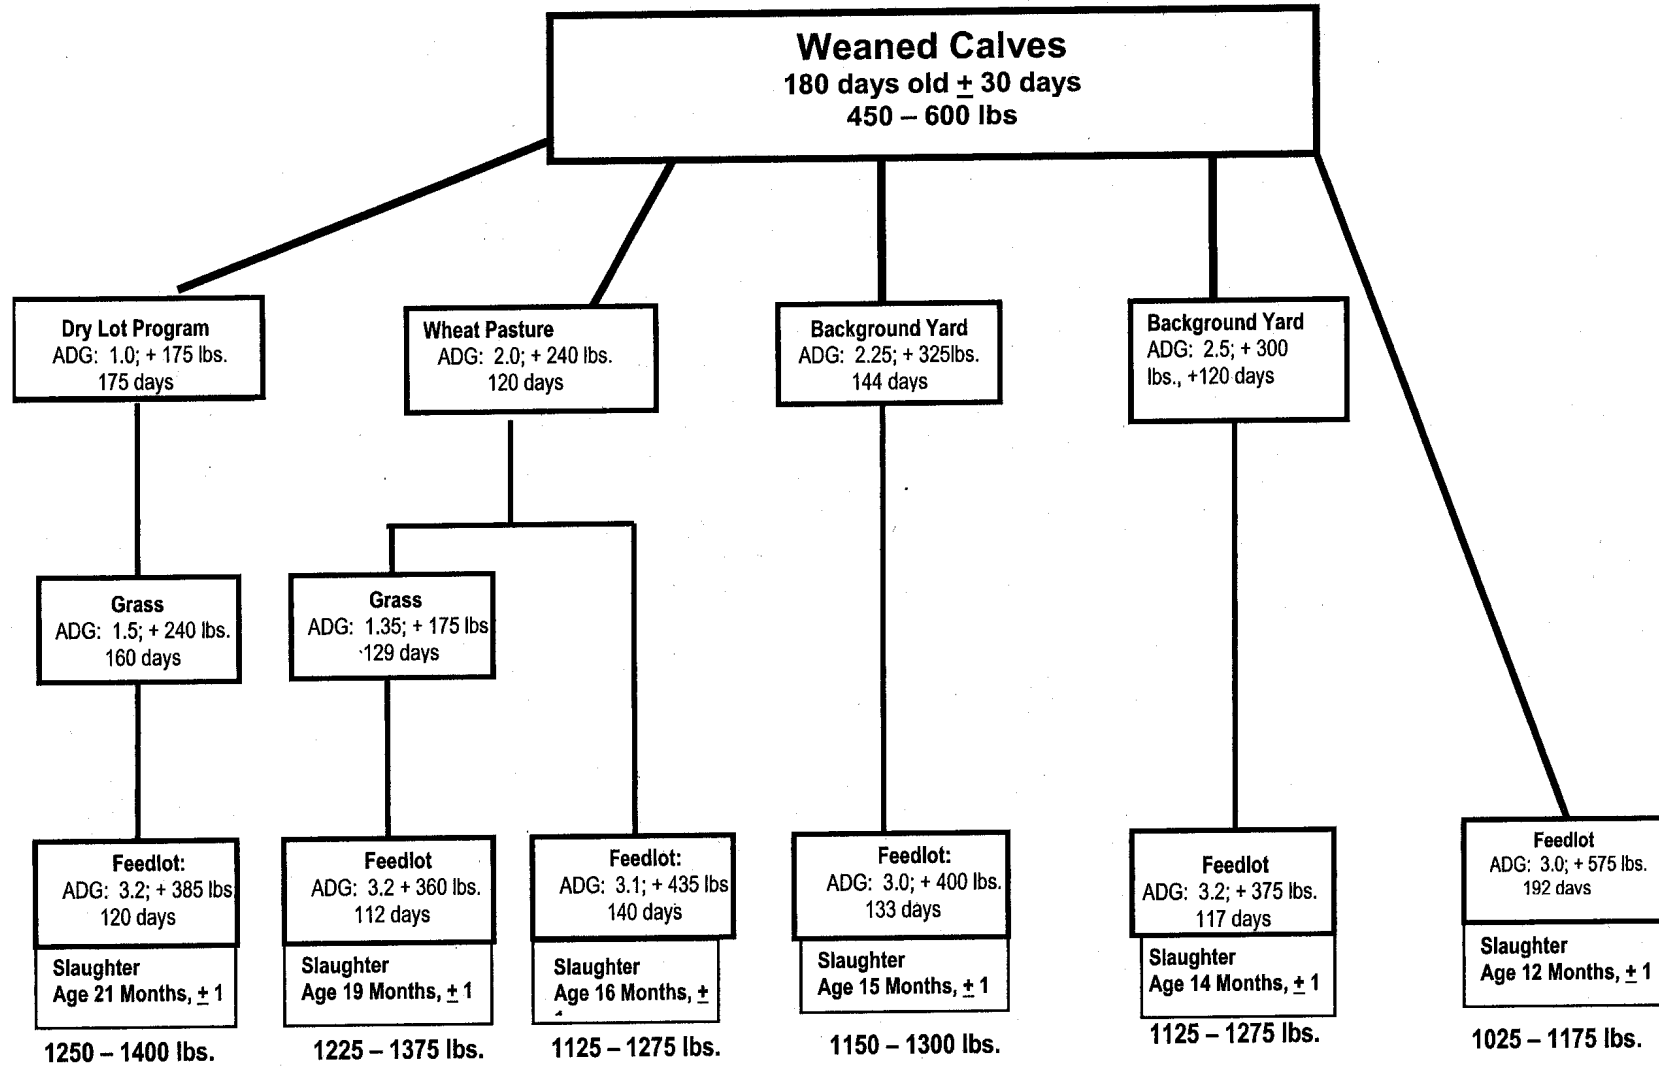 Weaned Calves
180 days old ± 30 days
450 – 600 lbs
Dry Lot Program
ADG: 1.0; + 175 lbs.
175 days
Wheat Pasture
ADG: 2.0; + 240 lbs.
120 days
Background Yard
ADG: 2.25; + 325lbs.
144 days
Background Yard
ADG: 2.5; + 300
lbs., +120 days
Grass
ADG: 1.5; + 240 lbs.
160 days
Grass
ADG: 1.35; + 175 lbs
129 days
Feedlot:
ADG: 3.2; + 385 lbs
120 days
Slaughter
Age 21 Months, ± 1
1250 – 1400 lbs.
Feedlot
ADG: 3.2 + 360 lbs.
112 days
Slaughter
Age 19 Months, ± 1
1225 – 1375 lbs.
Feedlot:
ADG: 3.1; + 435 lbs
140 days
Slaughter
Age 16 Months, ±
1125 – 1275 lbs.
Feedlot:
ADG: 3.0; + 400 lbs.
133 days
Slaughter
Age 15 Months, ± 1
1150 – 1300 lbs.
Feedlot
ADG: 3.2; + 375 lbs.
117 days
Slaughter
Age 14 Months, ± 1
1125 – 1275 lbs.
Feedlot
ADG: 3.0; + 575 lbs.
192 days
Slaughter
Age 12 Months, ± 1
1025 – 1175 lbs.